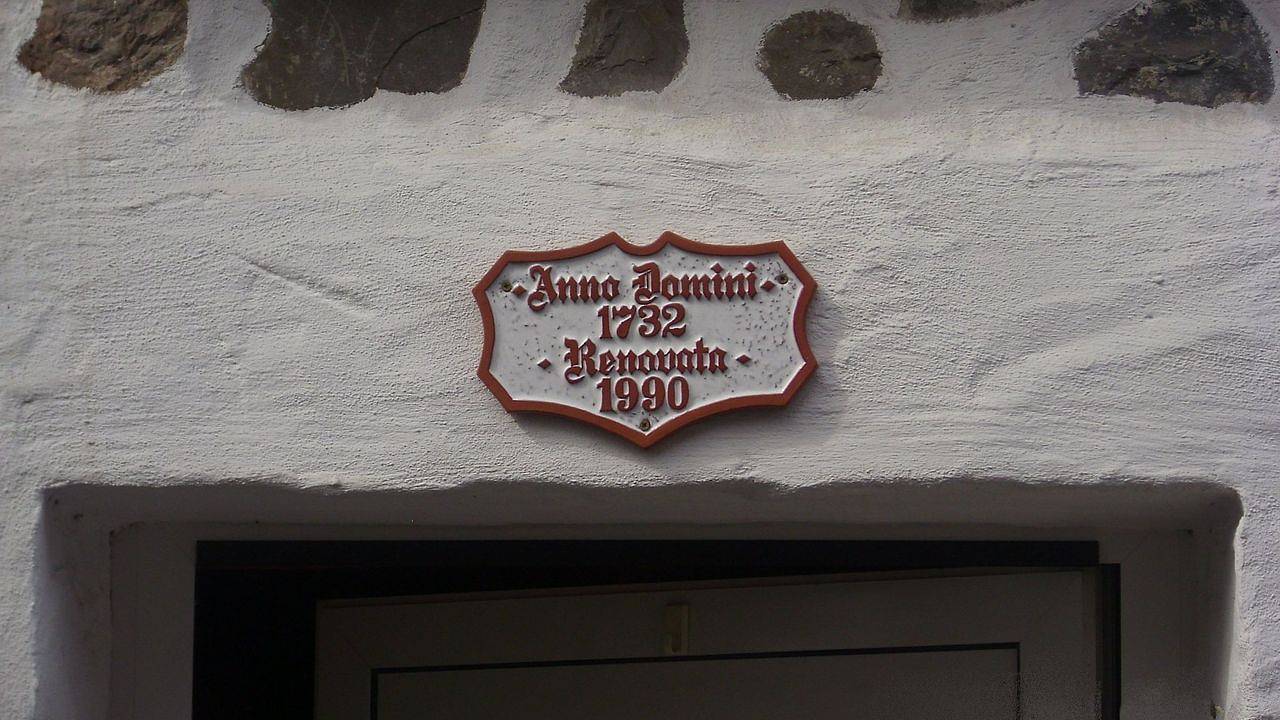 Anno Domini
1732
Renovata
1990